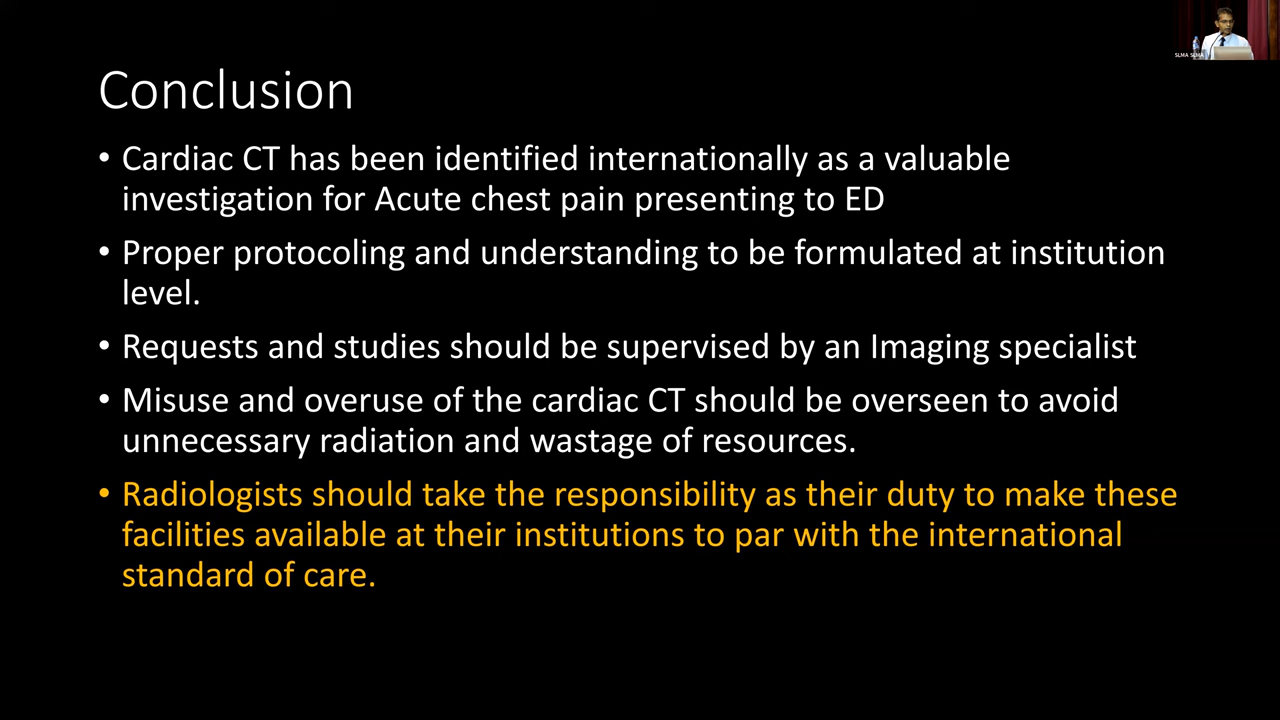 SLMA SLMA
Conclusion
• Cardiac CT has been identified internationally as a valuable
investigation for Acute chest pain presenting to ED
• Proper protocoling and understanding to be formulated at institution
level.
• Requests and studies should be supervised by an Imaging specialist
• Misuse and overuse of the cardiac CT should be overseen to avoid
unnecessary radiation and wastage of resources.
• Radiologists should take the responsibility as their duty to make these
facilities available at their institutions to par with the international
standard of care.